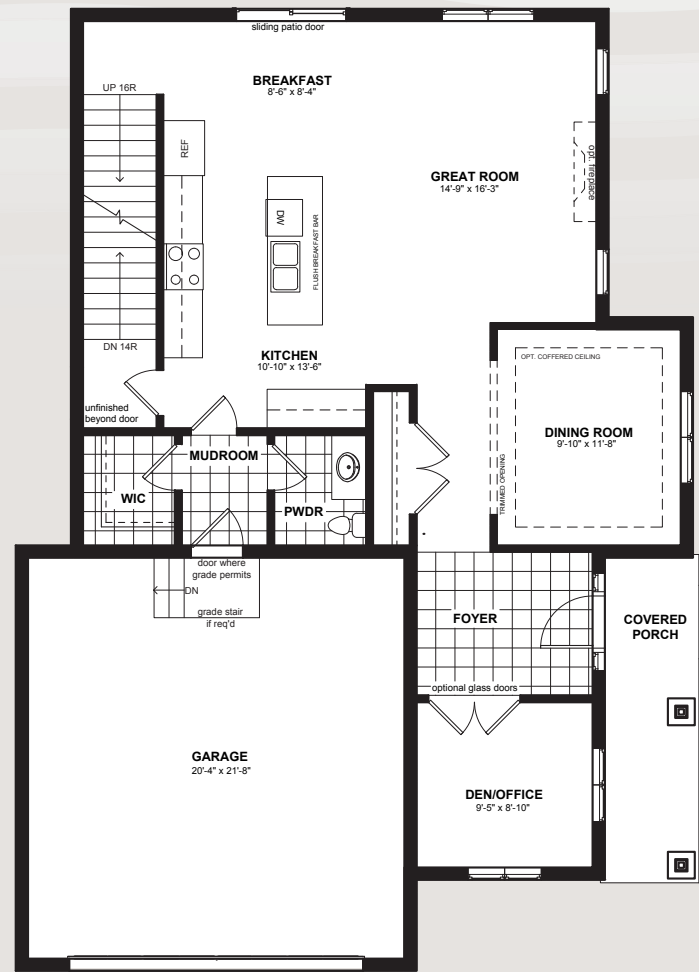 sliding patio door
BREAKFAST
8'-6" x 8'-4"
UP 16R
REF
GREAT ROOM
14'-9" x 16'-3"
opt. fireplace
DW
FLUSH BREAKFAST BAR
DN 14R
KITCHEN
10'-10" x 13'-6"
OPT. COFFERED CEILING
unfinished
beyond door
DINING ROOM
9'-10" x 11'-8"
TRIMMED OPENING
MUDROOM
WIC
PWDR
door where
grade permits
DN
grade stair
if req'd
FOYER
COVERED
PORCH
optional glass doors
GARAGE
20'-4" x 21'-8"
DEN/OFFICE
9'-5" x 8'-10"